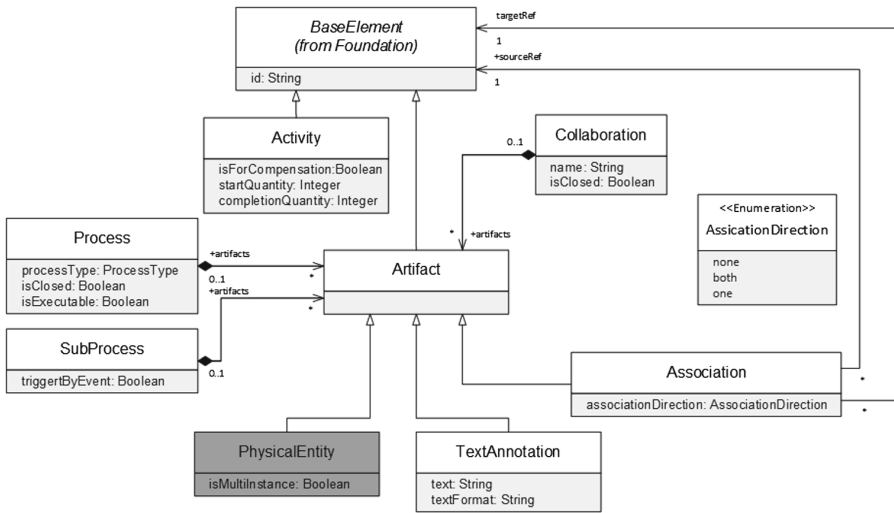 BaseElement
(from Foundation)
id: String
targetRef
1
+sourceRef
1
Activity
isForCompensation:Boolean
startQuantity: Integer
completionQuantity: Integer
Collaboration
name: String
isClosed: Boolean
0..1
*
+artifacts
<<Enumeration>>
AssicationDirection
none
both
one
Process
processType: ProcessType
isClosed: Boolean
isExecutable: Boolean
+artifacts
0..1
*
+artifacts
*
0..1
Artifact
SubProcess
triggertByEvent: Boolean
Association
associationDirection: AssociationDirection
*
*
PhysicalEntity
isMultiInstance: Boolean
TextAnnotation
text: String
textFormat: String